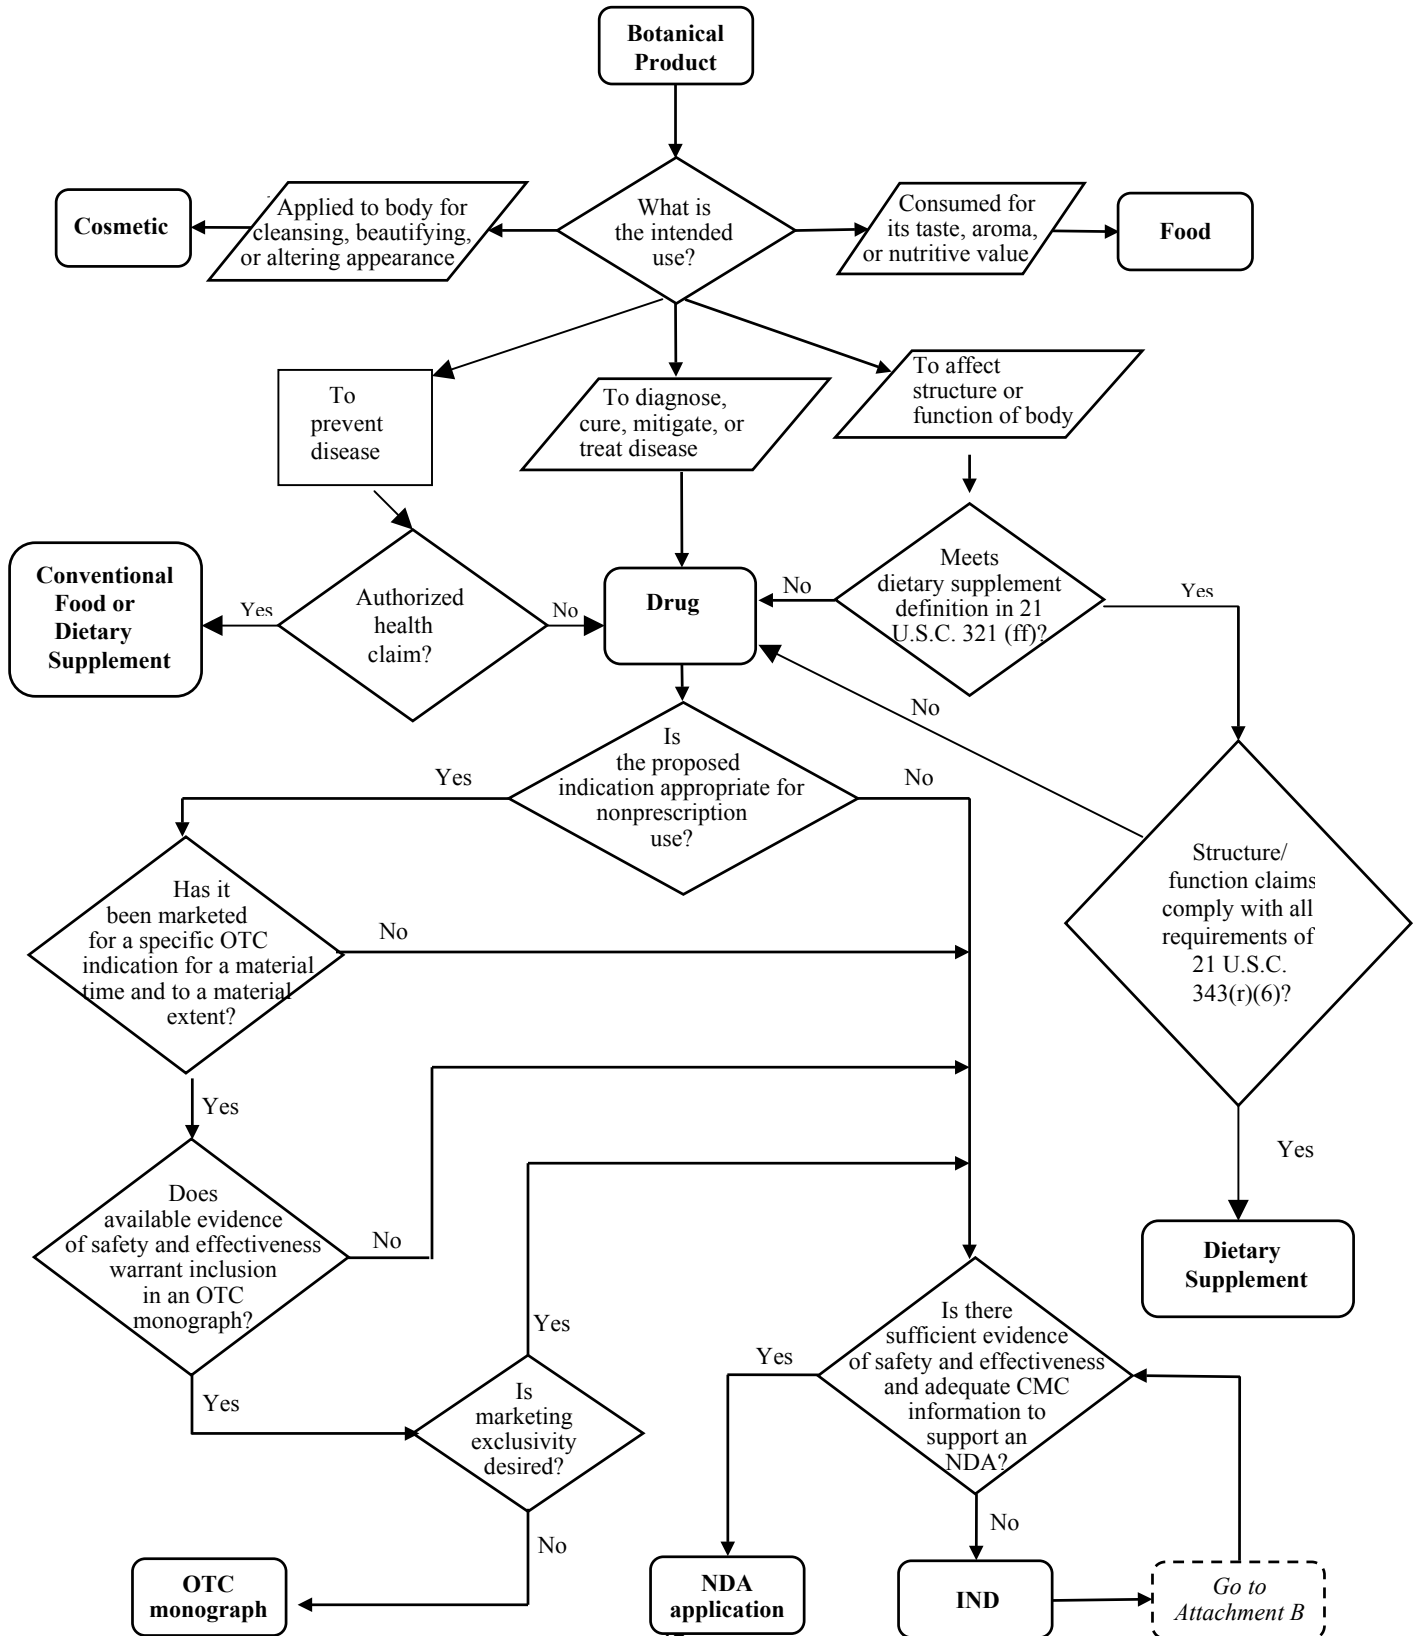 Botanical
Product
Cosmetic
Applied to body for
cleansing, beautifying,
or altering appearance
What is
the intended
use?
Consumed for
its taste, aroma,
or nutritive value
Food
To
prevent
disease
To diagnose,
cure, mitigate, or
treat disease
To affect
structure or
function of body
Conventional
Food or
Dietary
Supplement
Yes
Authorized
health
claim?
No
Drug
No
Meets
dietary supplement
definition in 21
U.S.C. 321 (ff)?
Yes
No
Yes
Is
the proposed
indication appropriate for
nonprescription
use?
No
Has it
been marketed
for a specific OTC
indication for a material
time and to a material
extent?
No
Structure/
function claims
comply with all
requirements of
21 U.S.C.
343(r)(6)?
Yes
Yes
Does
available evidence
of safety and effectiveness
warrant inclusion
in an OTC
monograph?
No
Dietary
Supplement
Yes
Yes
Is
marketing
exclusivity
desired?
Yes
Is there
sufficient evidence
of safety and effectiveness
and adequate CMC
information to
support an
NDA?
No
No
OTC
monograph
NDA
application
IND
Go to
Attachment B